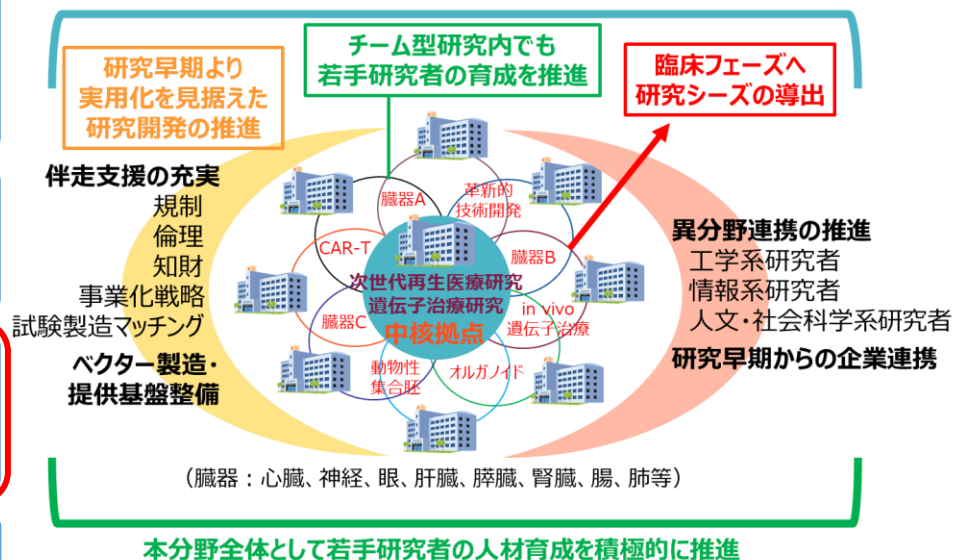 研究早期より
実用化を見据えた
研究開発の推進
チーム型研究内でも
若手研究者の育成を推進
臨床フェーズへ
研究シーズの導出
伴走支援の充実
規制
倫理
知財
事業化戦略
試験製造マッチング
ベクター製造・
提供基盤整備
臓器A
革新的
技術開発
CAR-T
臓器B
次世代再生医療研究
遺伝子治療研究
中核拠点
臓器C
in vivo
遺伝子治療
動物性
集合胚
オルガノイド
異分野連携の推進
工学系研究者
情報系研究者
人文・社会科学系研究者
研究早期からの企業連携
（臓器：心臓、神経、眼、肝臓、膵臓、腎臓、腸、肺等）
本分野全体として若手研究者の人材育成を積極的に推進